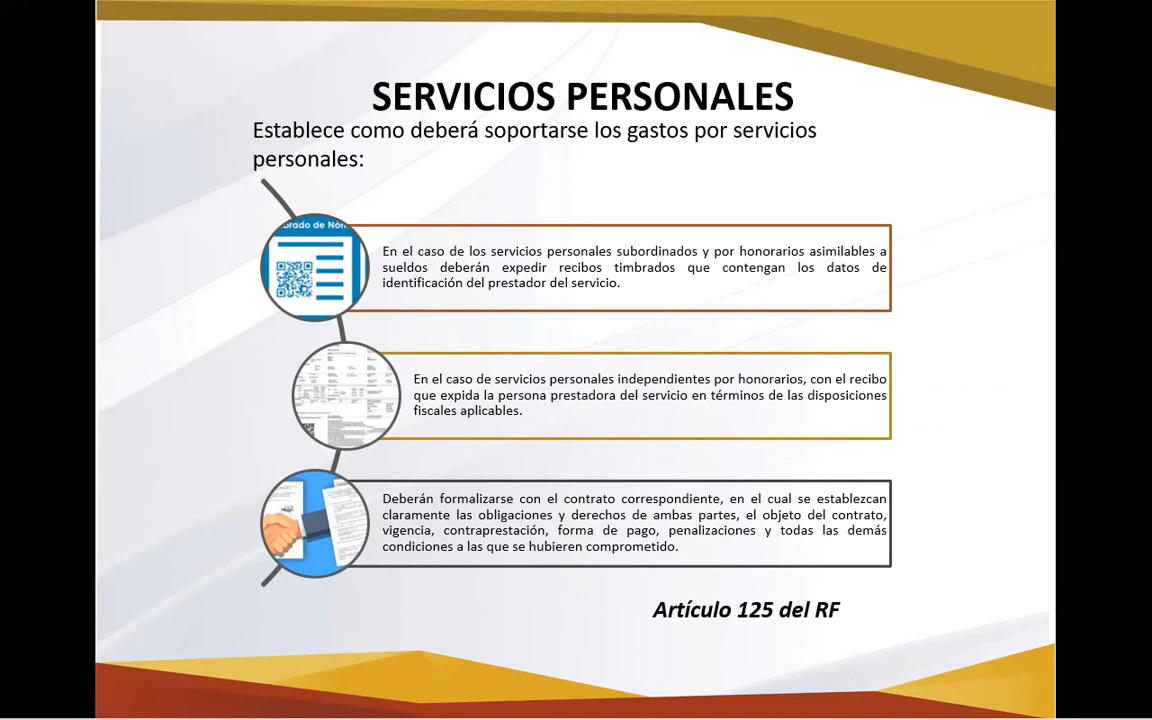 SERVICIOS PERSONALES
Establece como deberá soportarse los gastos por servicios
personales:
brado de Nóm
En el caso de los servicios personales subordinados y por honorarios asimilables a
sueldos deberán expedir recibos timbrados que contengan los datos de
identificación del prestador del servicio.
En el caso de servicios personales independientes por honorarios, con el recibo
que expida la persona prestadora del servicio en términos de las disposiciones
fiscales aplicables.
Deberán formalizarse con el contrato correspondiente, en el cual se establezcan
claramente las obligaciones y derechos de ambas partes, el objeto del contrato,
vigencia, contraprestación, forma de pago, penalizaciones y todas las demás
condiciones a las que se hubieren comprometido.
Artículo 125 del RF